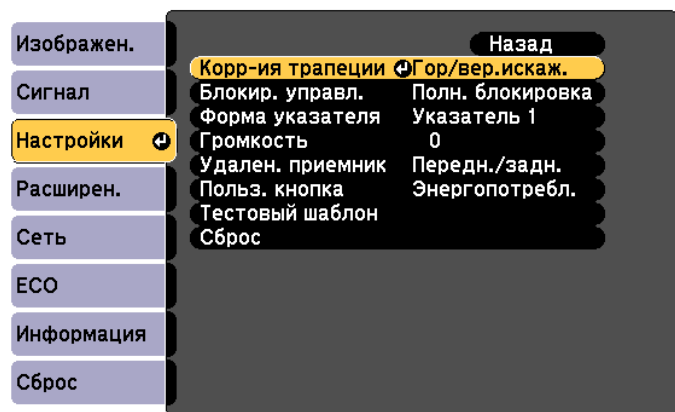 Изображен.
Сигнал
Настройки
Расширен.
Сеть
ECO
Информация
Сброс
Назад
Корр-ия трапеции Гор/вер.искаж.
Блокир. управл. Полн. блокировка
Форма указателя Указатель 1
Громкость 0
Удален. приемник Передн./задн.
Польз. кнопка Энергопотребл.
Тестовый шаблон
Сброс